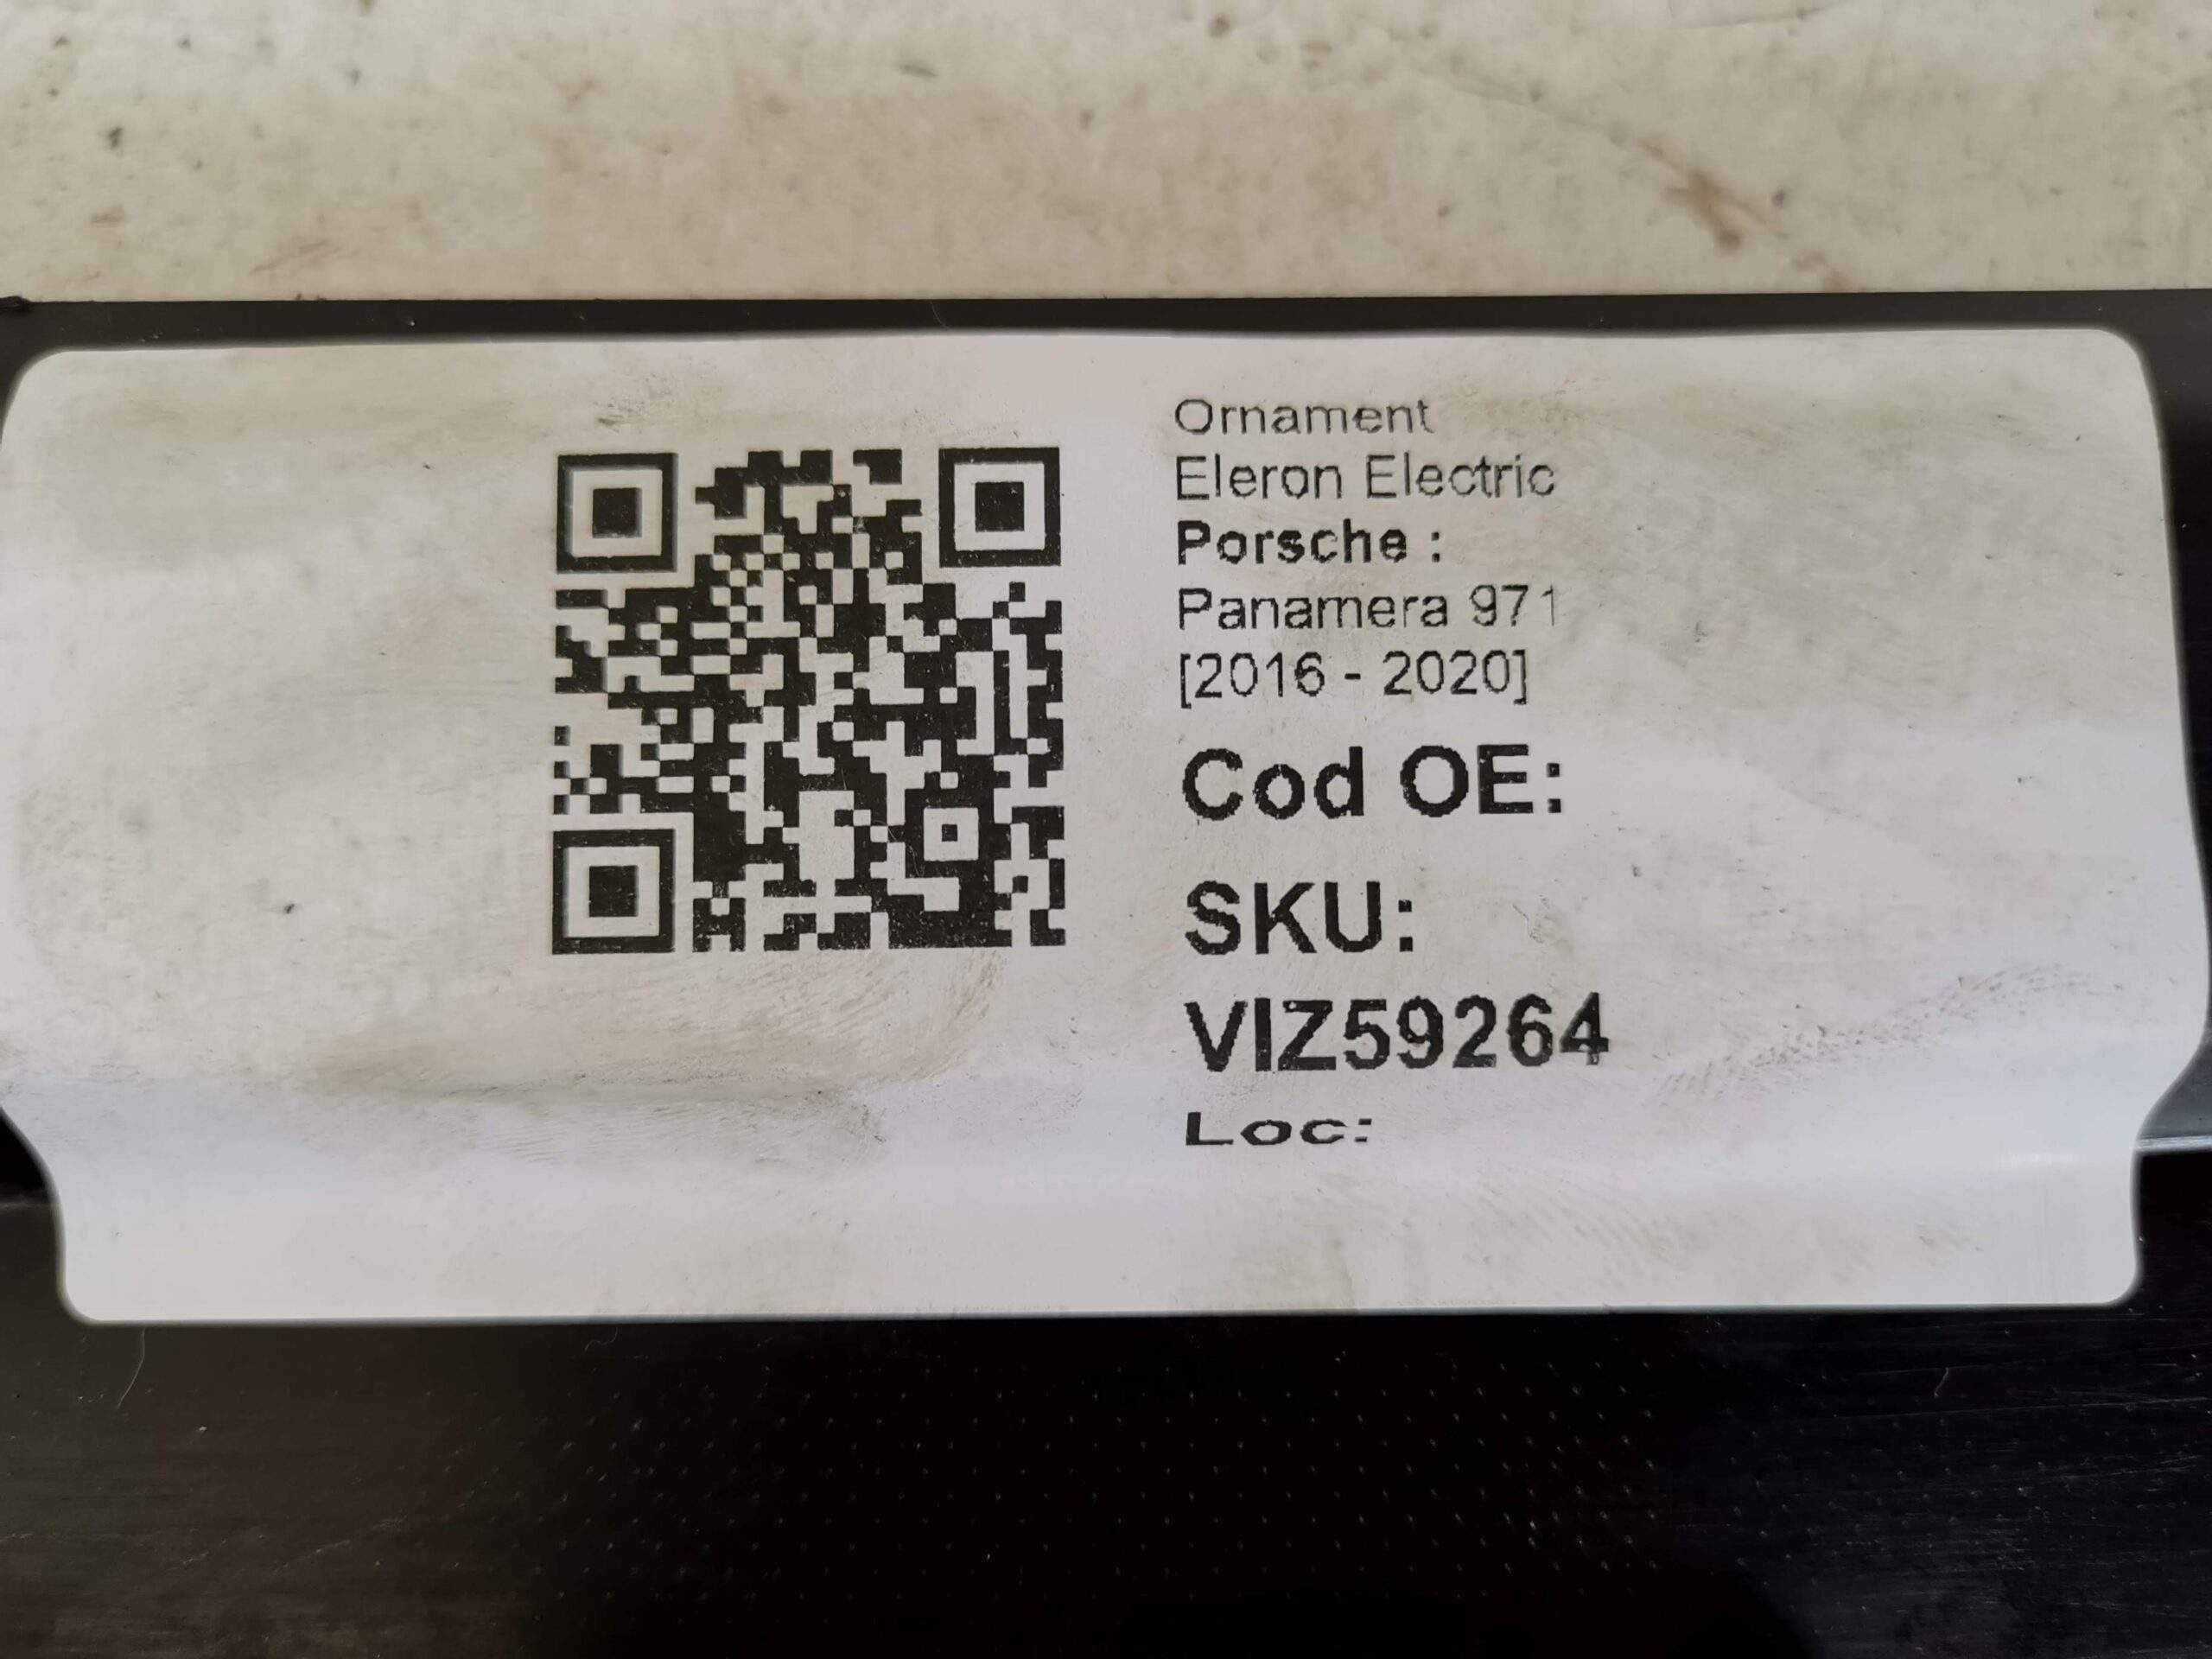 Ornament
Eleron Electric
Porsche :
Panamera 971
[2016 - 2020]
Cod OE:
SKU:
VIZ59264
Loc: